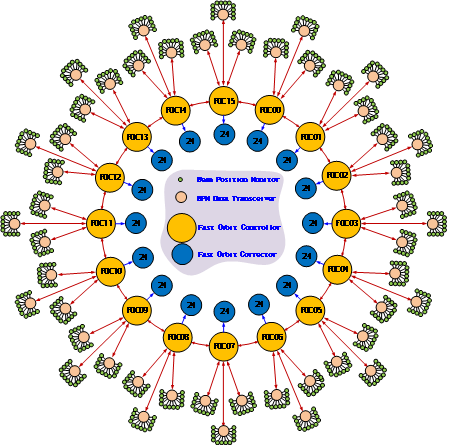 FOC15
FOC14
FOC00
24
FOC13
FOC01
24
24
24
24
FOC12
FOC02
Beam Position Monitor
24
24
BPM Data Transceiver
FOC11
24
24
FOC03
Fast Orbit Controller
Fast Orbit Corrector
24
24
FOC10
FOC04
24
24
24
24
FOC09
FOC05
24
FOC08
FOC06
FOC07